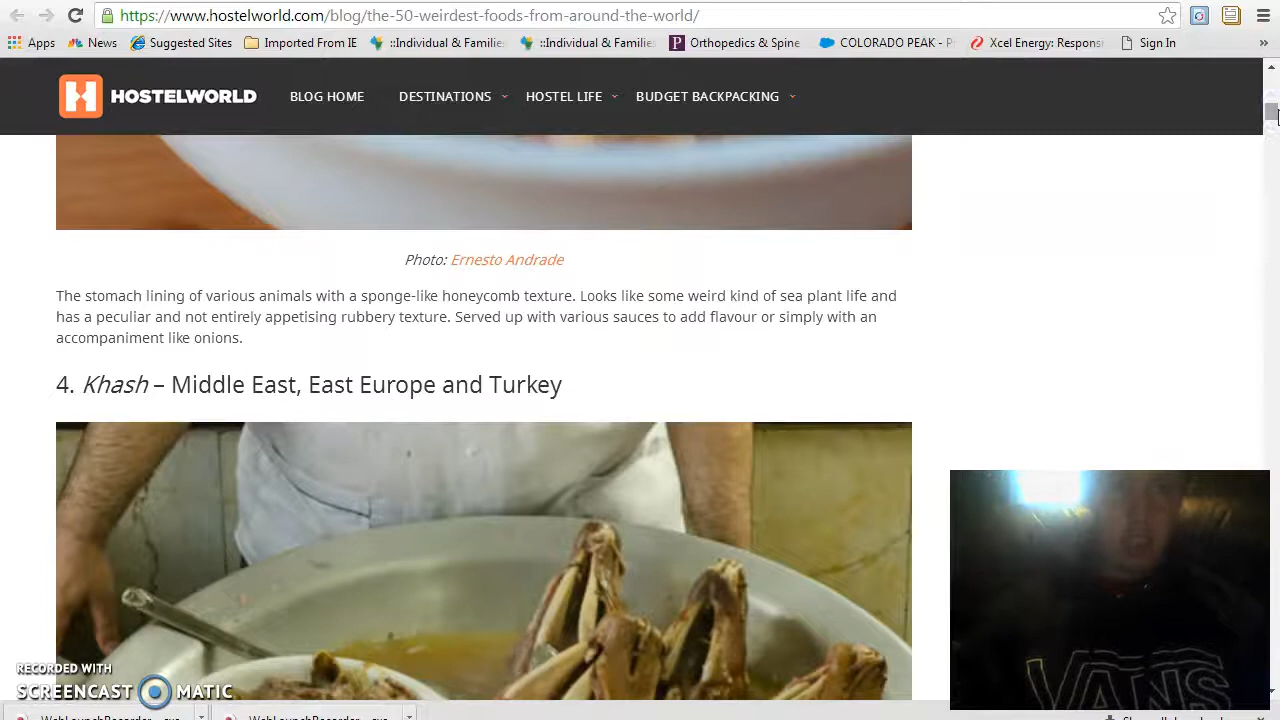 https://www.hostelworld.com/blog/the-50-weirdest-foods-from-around-the-world/
Apps News Suggested Sites Imported From IE ::Individual & Familie: ::Individual & Familie: Orthopedics & Spine COLORADO PEAK - P Xcel Energy: Respons Sign In »
HOSTELWORLD BLOG HOME DESTINATIONS HOSTEL LIFE BUDGET BACKPACKING
Photo: Ernesto Andrade
The stomach lining of various animals with a sponge-like honeycomb texture. Looks like some weird kind of sea plant life and
has a peculiar and not entirely appetising rubbery texture. Served up with various sauces to add flavour or simply with an
accompaniment like onions.
4. Khash – Middle East, East Europe and Turkey
VANS
RECORDED WITH
SCREENCAST MATIC